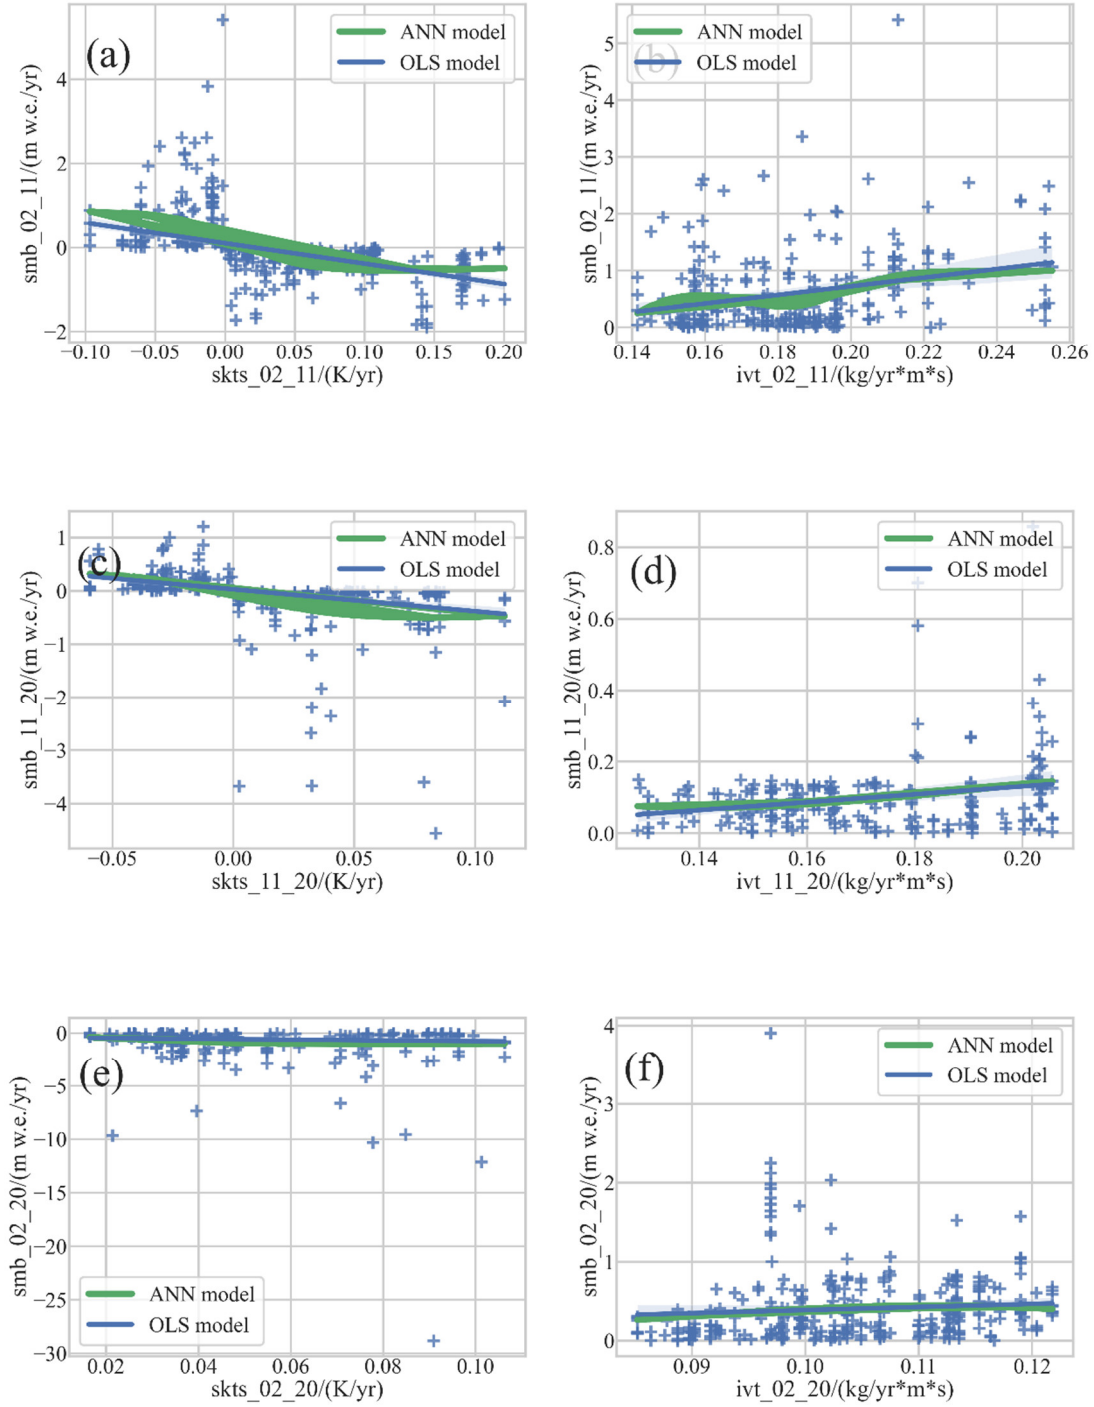 (a)
ANN model
OLS model
smb_02_11/(m w.e./yr)
4
2
0
−2
−0.10 −0.05 0.00 0.05 0.10 0.15 0.20
skts_02_11/(K/yr)
(b)
ANN model
OLS model
smb_02_11/(m w.e./yr)
5
4
3
2
1
0
0.14 0.16 0.18 0.20 0.22 0.24 0.26
ivt_02_11/(kg/yr*m*s)
(c)
ANN model
OLS model
smb_11_20/(m w.e./yr)
1
0
−1
−2
−3
−4
−0.05 0.00 0.05 0.10
skts_11_20/(K/yr)
(d)
ANN model
OLS model
smb_11_20/(m w.e./yr)
0.8
0.6
0.4
0.2
0.0
0.14 0.16 0.18 0.20
ivt_11_20/(kg/yr*m*s)
(e)
smb_02_20/(m w.e./yr)
0
−5
−10
−15
−20
−25
−30
ANN model
OLS model
0.02 0.04 0.06 0.08 0.10
skts_02_20/(K/yr)
(f)
ANN model
OLS model
smb_02_20/(m w.e./yr)
4
3
2
1
0
0.09 0.10 0.11 0.12
ivt_02_20/(kg/yr*m*s)